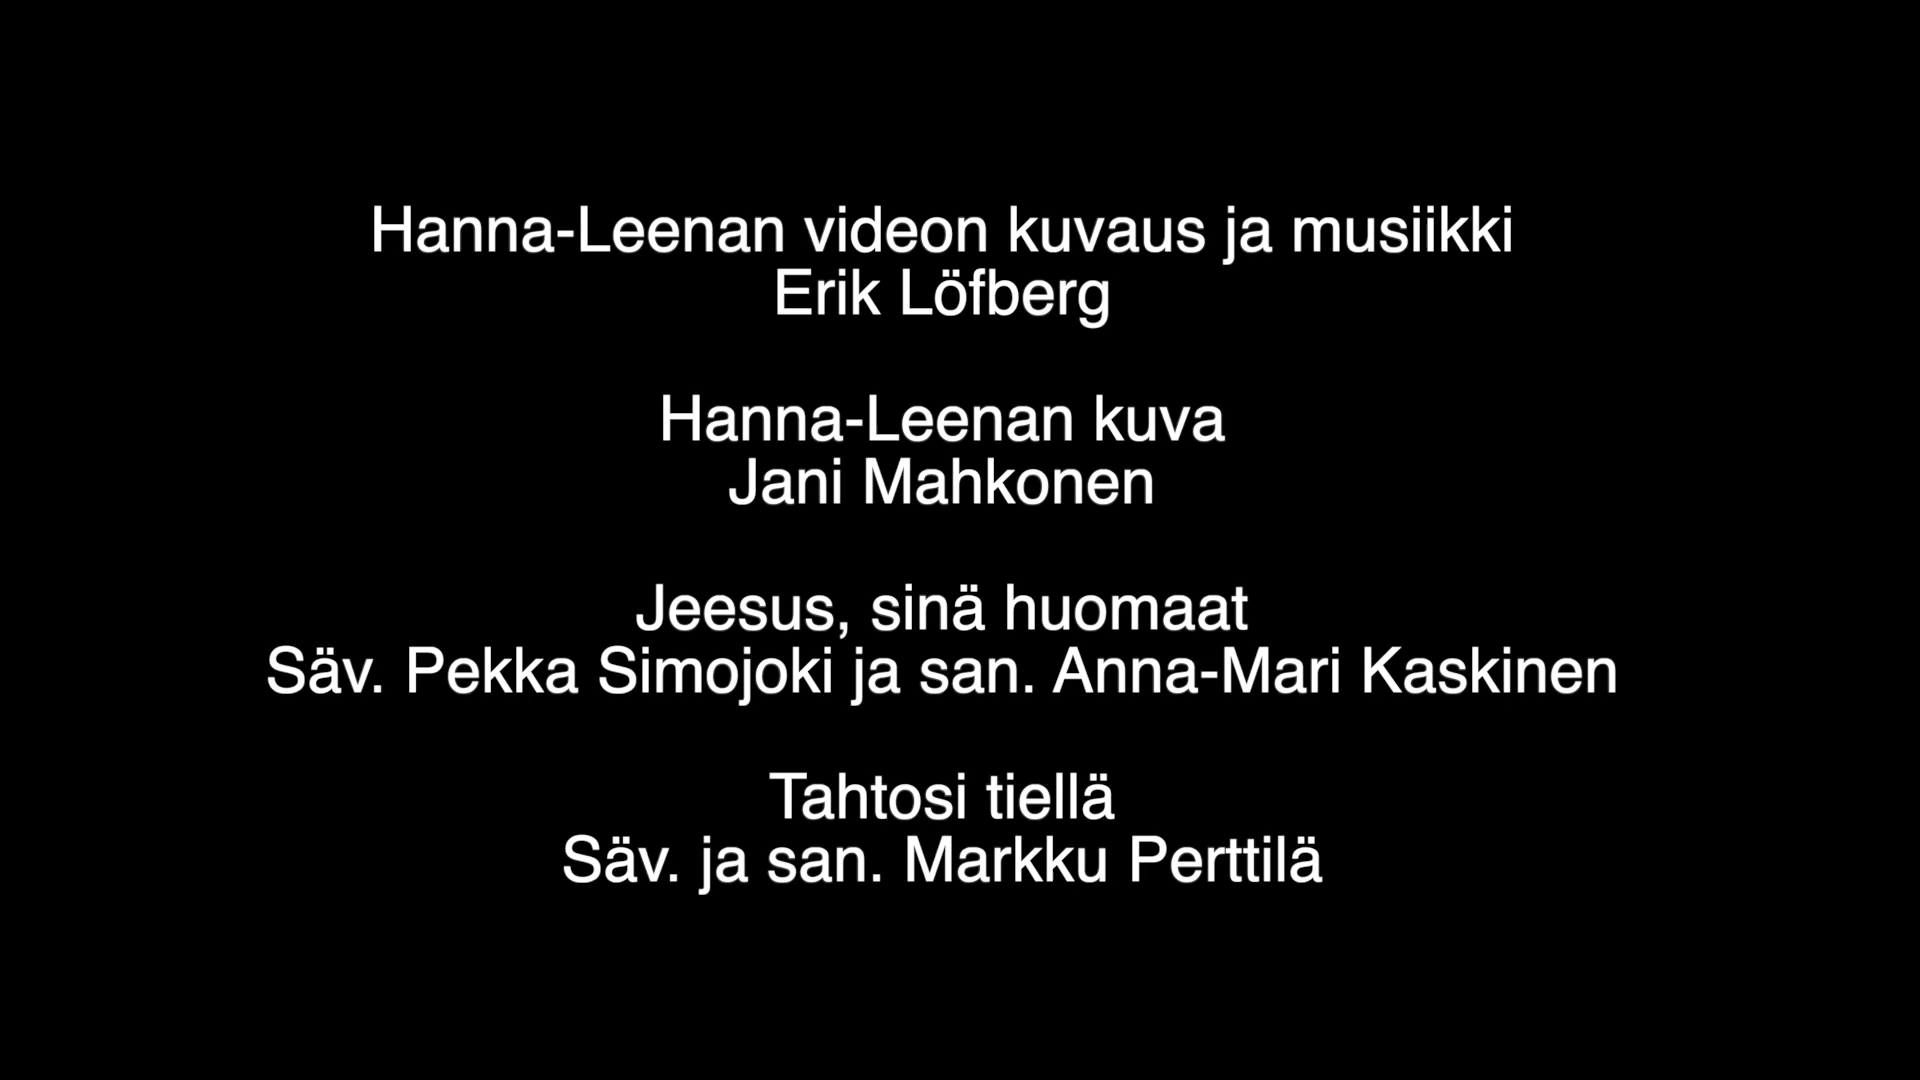 Hanna-Leenan videon kuvaus ja musiikki
Erik Löfberg
Hanna-Leenan kuva
Jani Mahkonen
Jeesus, sinä huomaat
Säv. Pekka Simojoki ja san. Anna-Mari Kaskinen
Tahtosi tiellä
Säv. ja san. Markku Perttilä